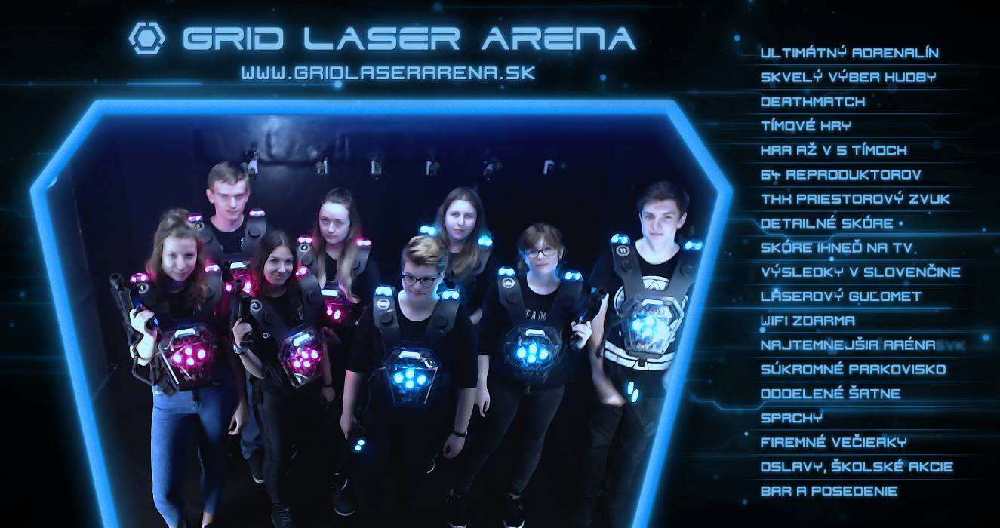 GRID LASER ARENA
WWW.GRIDLASERARENA.SK
ULTIMÁTNÝ ADRENALÍN
SKVELÝ VÝBER HUDBY
DEATHMATCH
TÍMOVÉ HRY
HRA AŽ V 5 TÍMOCH
64 REPRODUKTOROV
THX PRIESTOROVÝ ZVUK
DETAILNÉ SKÓRE
SKÓRE IHNEĎ NA TV
VÝSLEDKY V SLOVENČINE
LASEROVÝ GUĽOMET
WIFI ZDARMA
NAJTEMNEJŠIA ARÉNA
SÚKROMNÉ PARKOVISKO
ODDELENÉ ŠATNE
SPRCHY
FIREMNÉ VEČIERKY
OSLAVY, ŠKOLSKÉ AKCIE
BAR A POSEDENIE